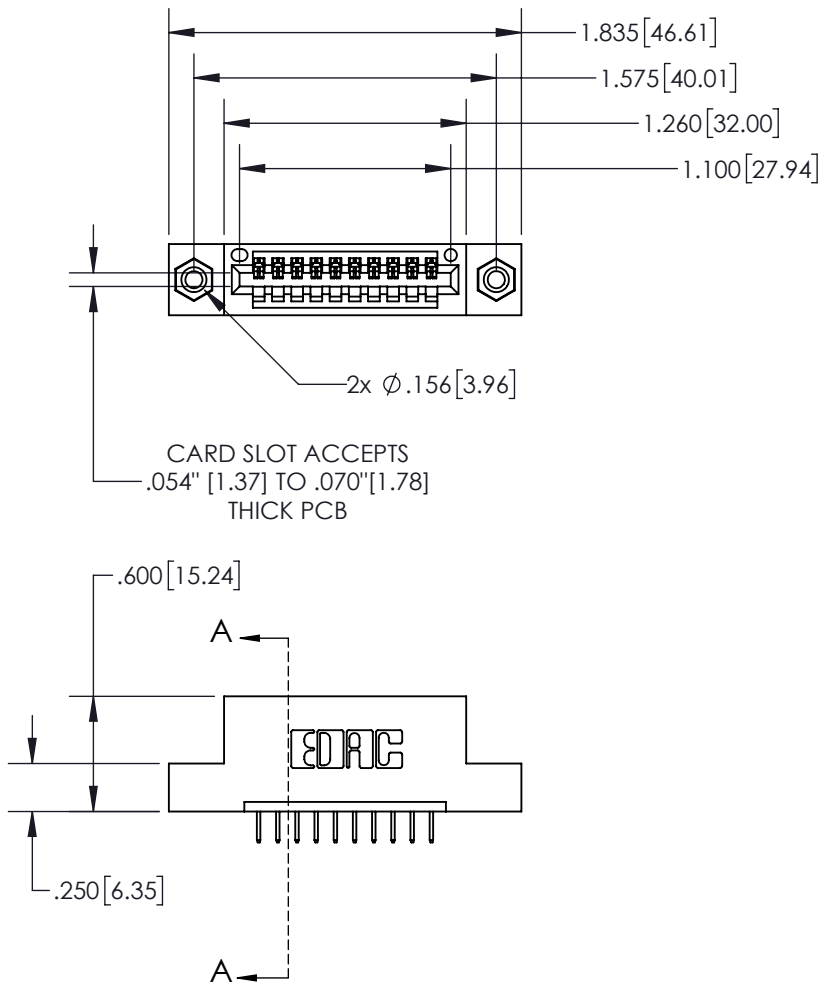 1.835[46.61]
1.575[40.01]
1.260[32.00]
1.100[27.94]
2x ∅.156[3.96]
CARD SLOT ACCEPTS
.054" [1.37] TO .070"[1.78]
THICK PCB
.600[15.24]
A
EDAC
.250[6.35]
A